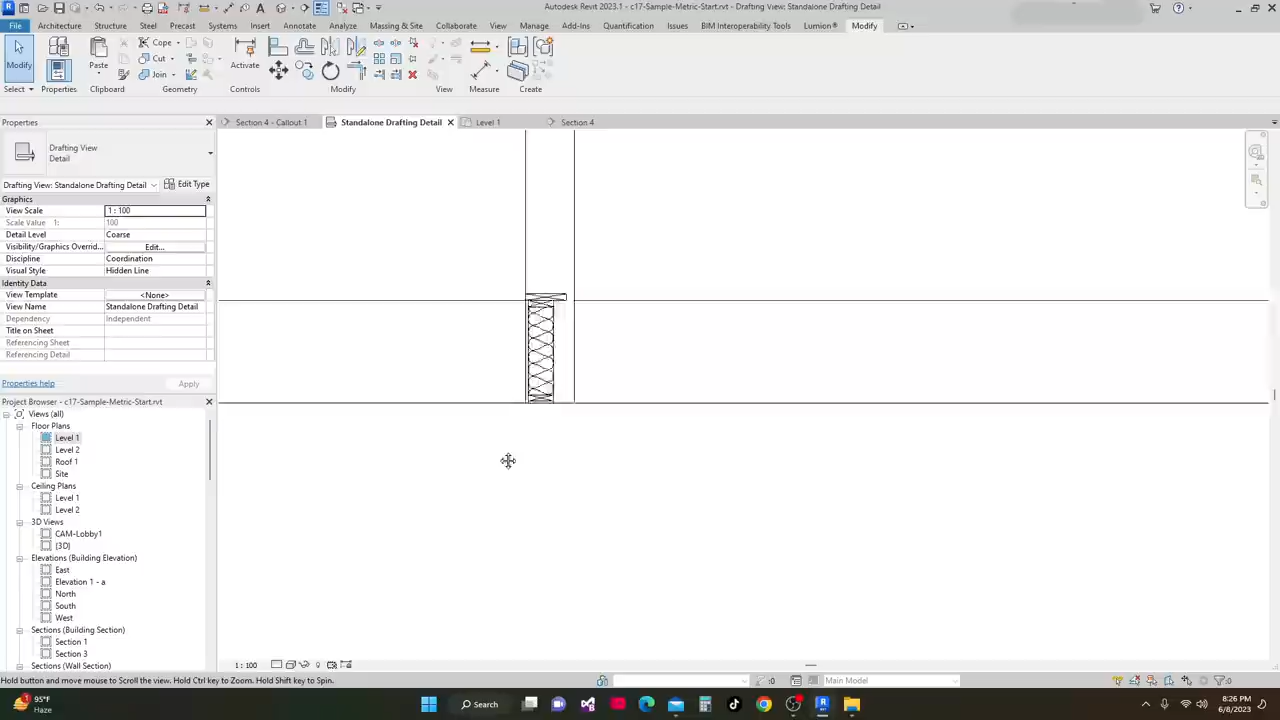 Autodesk Revit 2023.1 - c17-Sample-Metric-Start.rvt - Drafting View: Standalone Drafting Detail
File Architecture Structure Steel Precast Systems Insert Annotate Analyze Massing & Site Collaborate View Manage Add-Ins Quantification Issues BIM Interoperability Tools Lumion® Modify
Modify Properties Paste Cope Cut Join Activate
Select Properties Clipboard Geometry Controls Modify View Measure Create
Properties
Section 4 - Callout 1 Standalone Drafting Detail Level 1 Section 4
Drafting View
Detail
Drafting View: Standalone Drafting Detail Edit Type
Graphics
View Scale 1 : 100
Scale Value 1: 100
Detail Level Coarse
Visibility/Graphics Overrid... Edit...
Discipline Coordination
Visual Style Hidden Line
Identity Data
View Template <None>
View Name Standalone Drafting Detail
Dependency Independent
Title on Sheet
Referencing Sheet
Referencing Detail
Properties help Apply
Project Browser - c17-Sample-Metric-Start.rvt
Views (all)
Floor Plans
Level 1
Level 2
Roof 1
Site
Ceiling Plans
Level 1
Level 2
3D Views
CAM-Lobby1
{3D}
Elevations (Building Elevation)
East
Elevation 1 - a
North
South
West
Sections (Building Section)
Section 1
Section 3
Sections (Wall Section)
1 : 100
Hold button and move mouse to Scroll the view. Hold Ctrl key to Zoom. Hold Shift key to Spin. :0 Main Model :0
95°F
Haze
Search
8:26 PM
6/8/2023